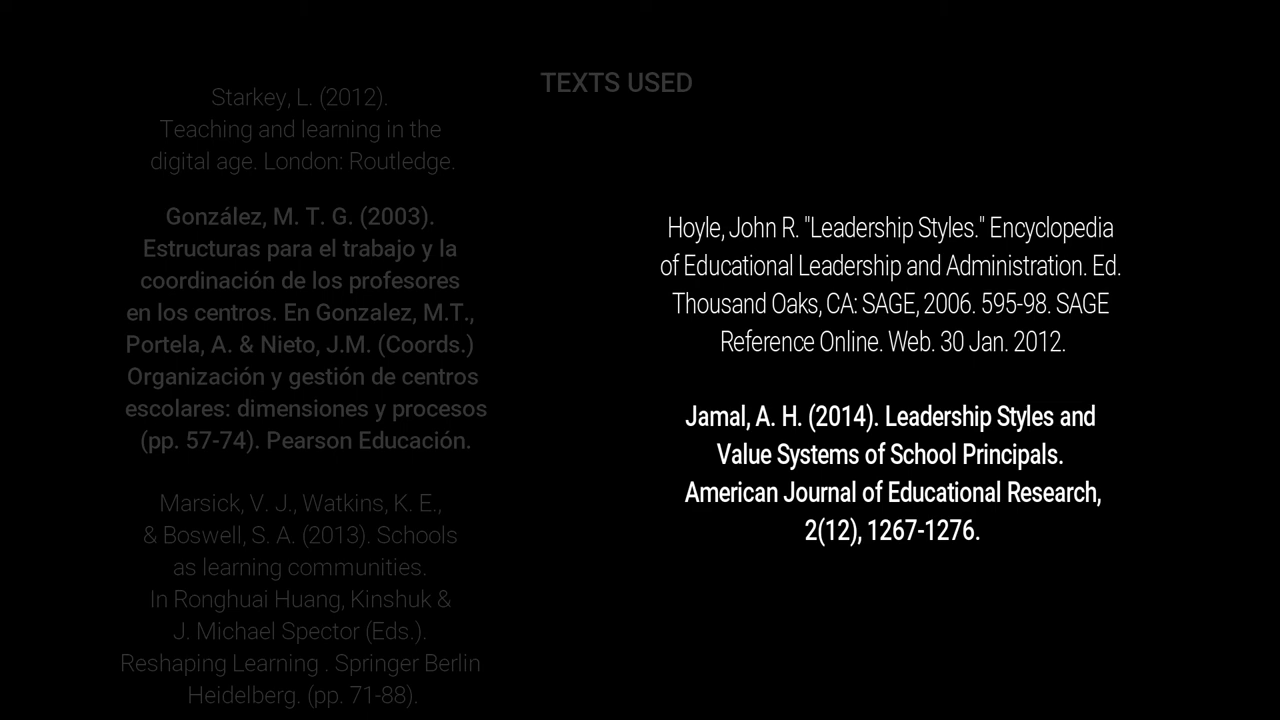 TEXTS USED
Starkey, L. (2012).
Teaching and learning in the
digital age. London: Routledge.
González, M. T. G. (2003).
Estructuras para el trabajo y la
coordinación de los profesores
en los centros. En Gonzalez, M.T.,
Portela, A. & Nieto, J.M. (Coords.)
Organización y gestión de centros
escolares: dimensiones y procesos
(pp. 57-74). Pearson Educación.
Marsick, V. J., Watkins, K. E.,
& Boswell, S. A. (2013). Schools
as learning communities.
In Ronghuai Huang, Kinshuk &
J. Michael Spector (Eds.).
Reshaping Learning . Springer Berlin
Heidelberg. (pp. 71-88).
Hoyle, John R. "Leadership Styles." Encyclopedia
of Educational Leadership and Administration. Ed.
Thousand Oaks, CA: SAGE, 2006. 595-98. SAGE
Reference Online. Web. 30 Jan. 2012.
Jamal, A. H. (2014). Leadership Styles and
Value Systems of School Principals.
American Journal of Educational Research,
2(12), 1267-1276.